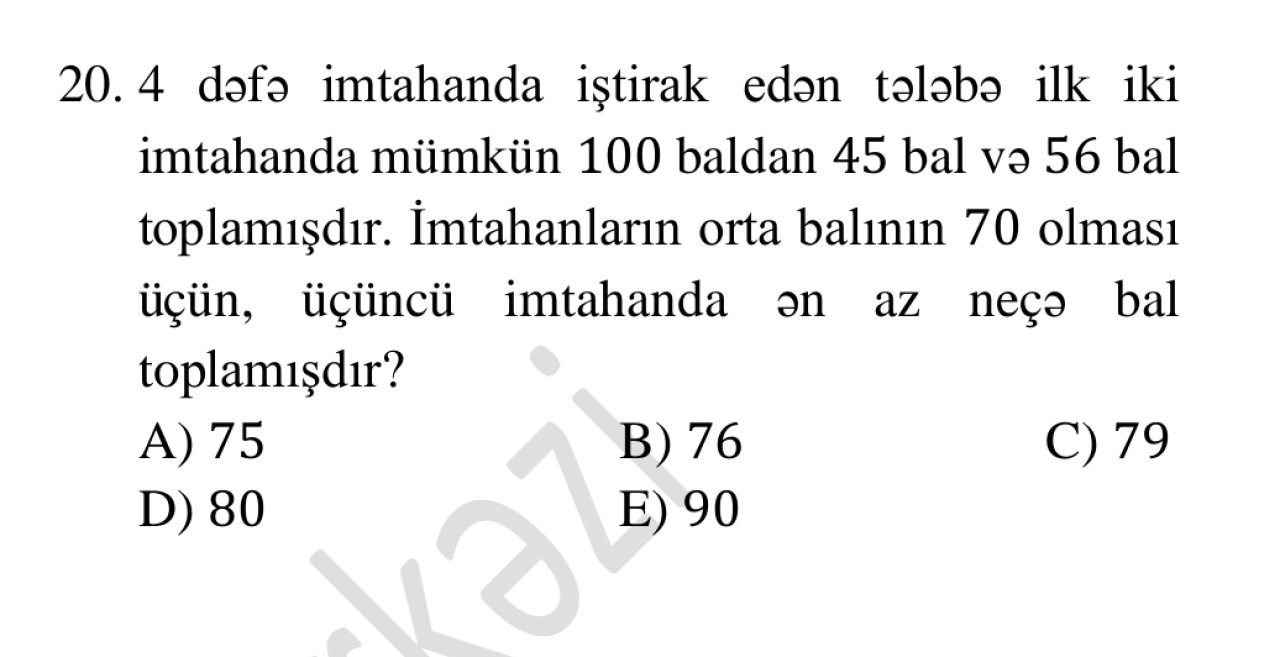 20. 4 dəfə imtahanda iştirak edən tələbə ilk iki
imtahanda mümkün 100 baldan 45 bal və 56 bal
toplamışdır. İmtahanların orta balının 70 olması
üçün, üçüncü imtahanda ən az neçə bal
toplamışdır?
A) 75 B) 76 C) 79
D) 80 E) 90